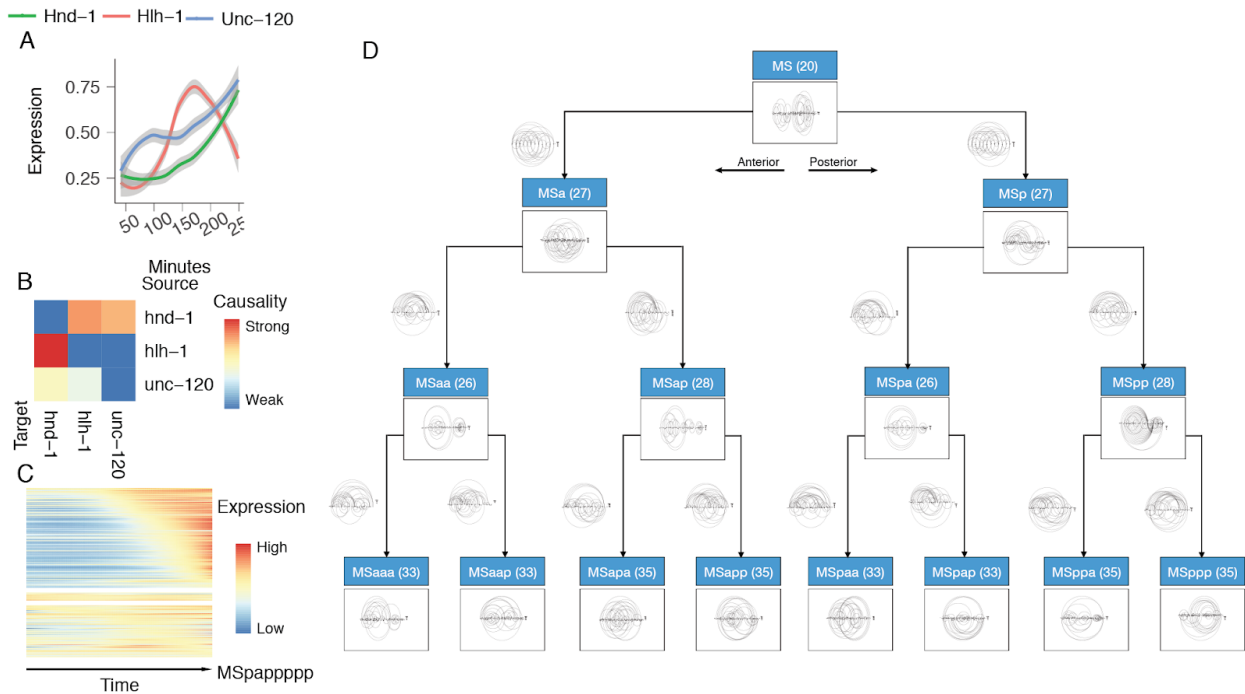 Hnd-1 Hlh-1 Unc-120
A
Expression
0.75
0.50
0.25
50 100 150 200 25
Minutes
B
Source
hnd-1
hlh-1
unc-120
Target
hnd-1 hlh-1 unc-120
Causality
Strong
Weak
C
Expression
High
Low
Time
MSpappppp
D
MS (20)
Anterior Posterior
MSa (27) MSp (27)
MSaa (26) MSap (28) MSpa (26) MSpp (28)
MSaaa (33) MSaap (33) MSapa (35) MSapp (35) MSpaa (33) MSpap (33) MSppa (35) MSppp (35)